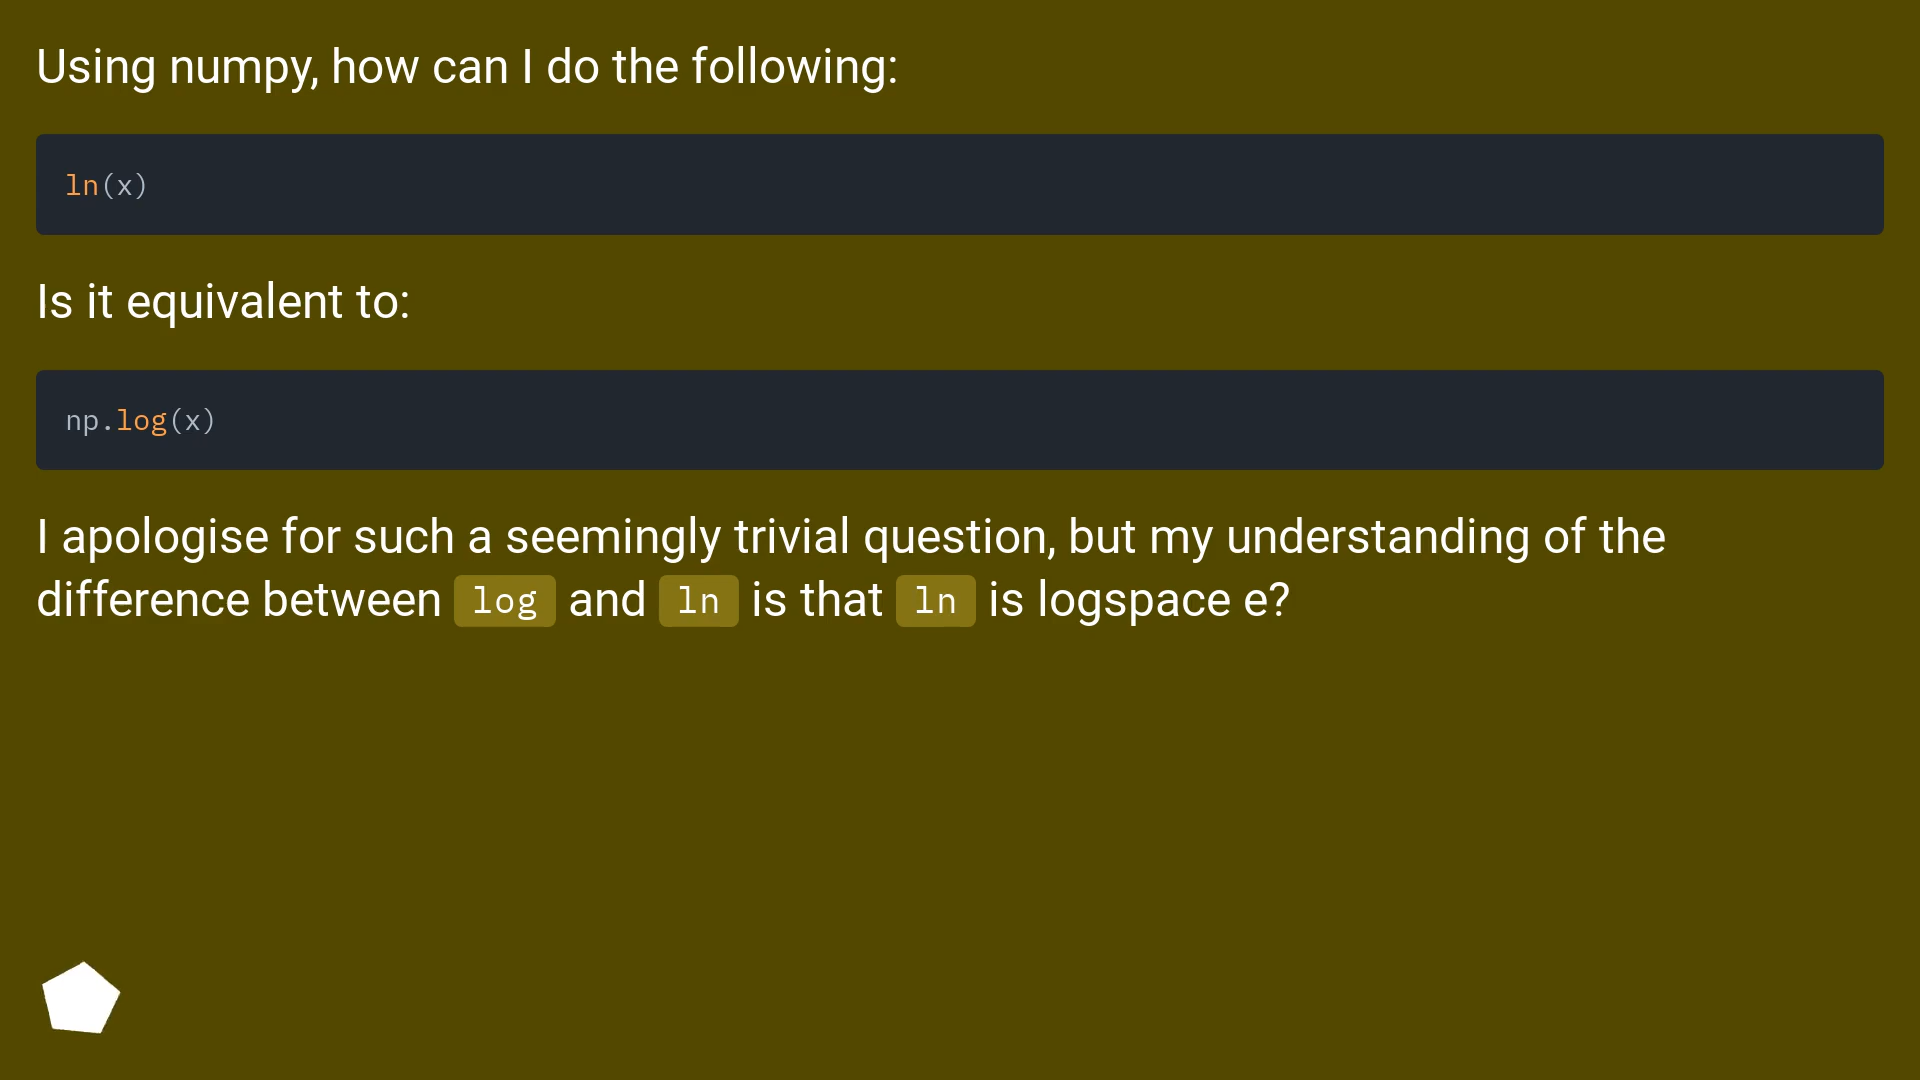 Using numpy, how can I do the following:
ln(x)
Is it equivalent to:
np.log(x)
I apologise for such a seemingly trivial question, but my understanding of the
difference between log and ln is that ln is logspace e?